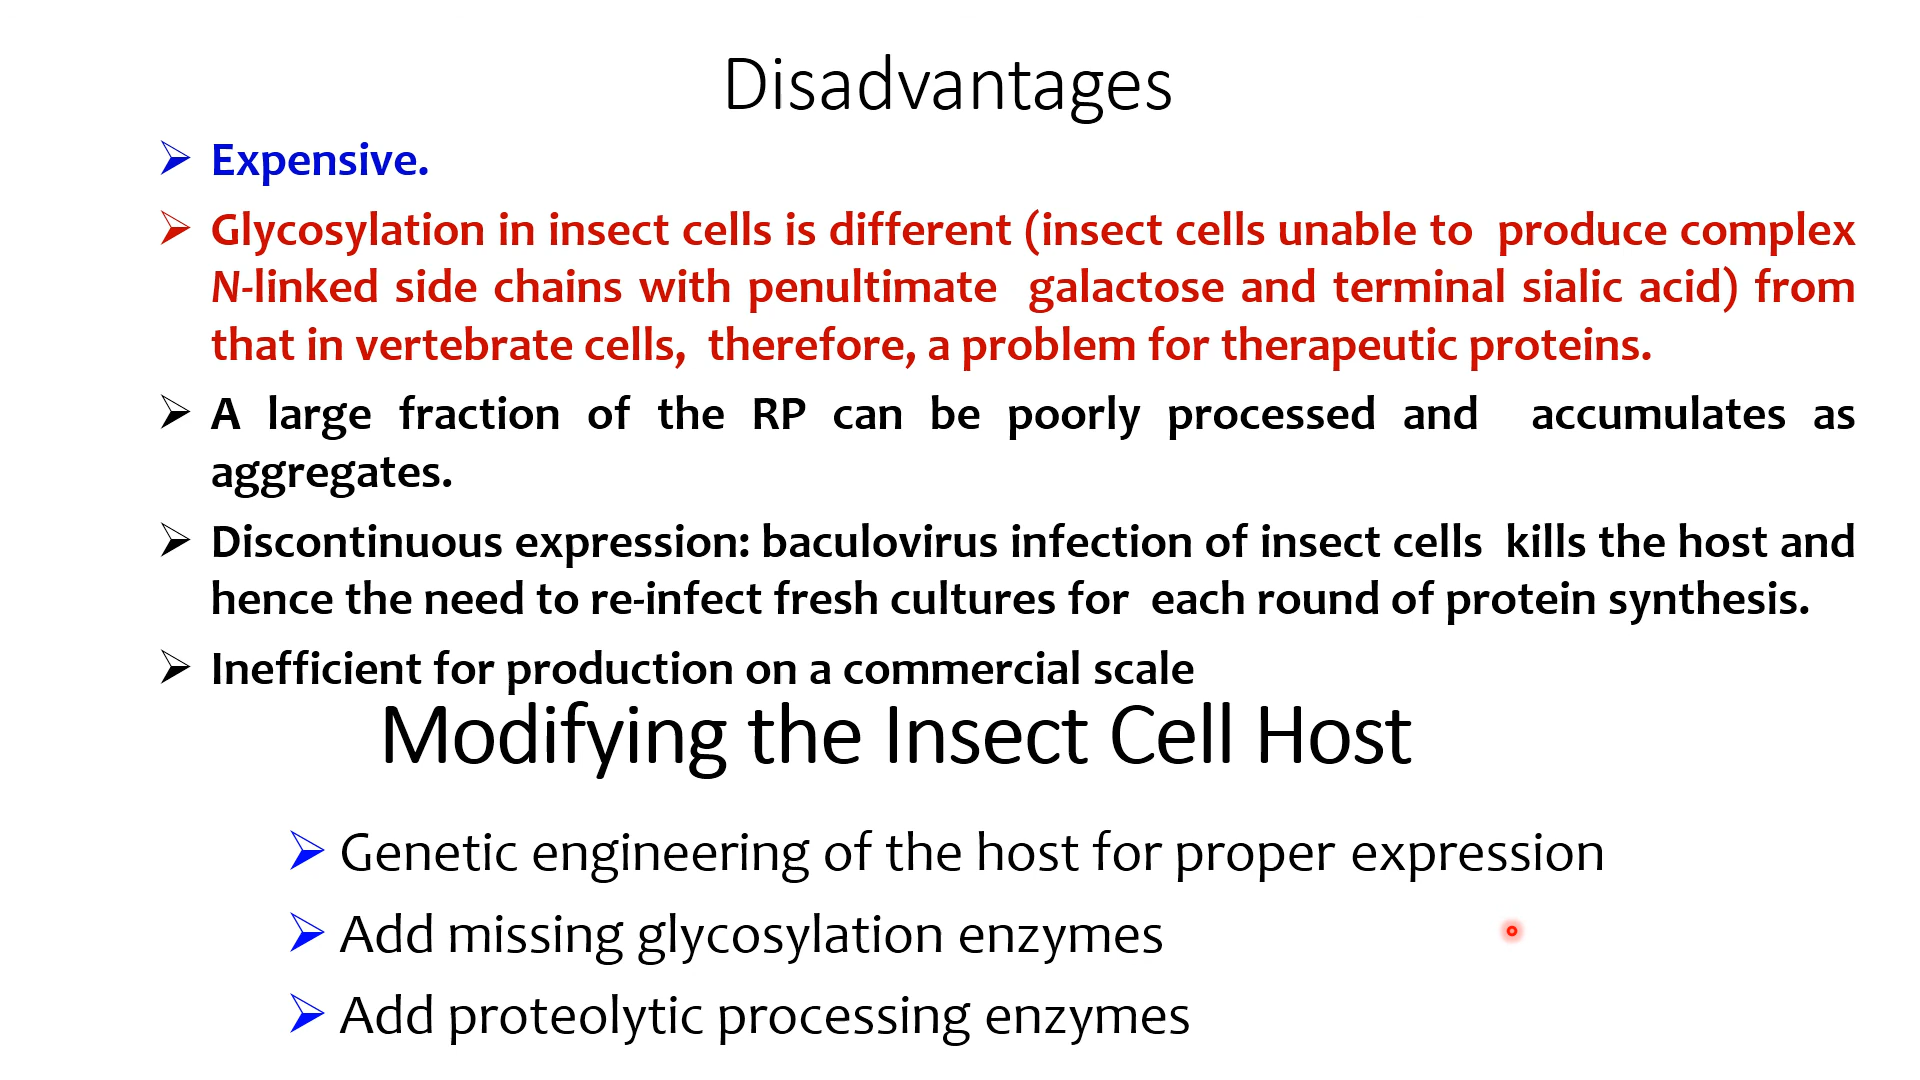 Disadvantages
Expensive.
Glycosylation in insect cells is different (insect cells unable to produce complex
N-linked side chains with penultimate galactose and terminal sialic acid) from
that in vertebrate cells, therefore, a problem for therapeutic proteins.
A large fraction of the RP can be poorly processed and accumulates as
aggregates.
Discontinuous expression: baculovirus infection of insect cells kills the host and
hence the need to re-infect fresh cultures for each round of protein synthesis.
Inefficient for production on a commercial scale
Modifying the Insect Cell Host
Genetic engineering of the host for proper expression
Add missing glycosylation enzymes
Add proteolytic processing enzymes